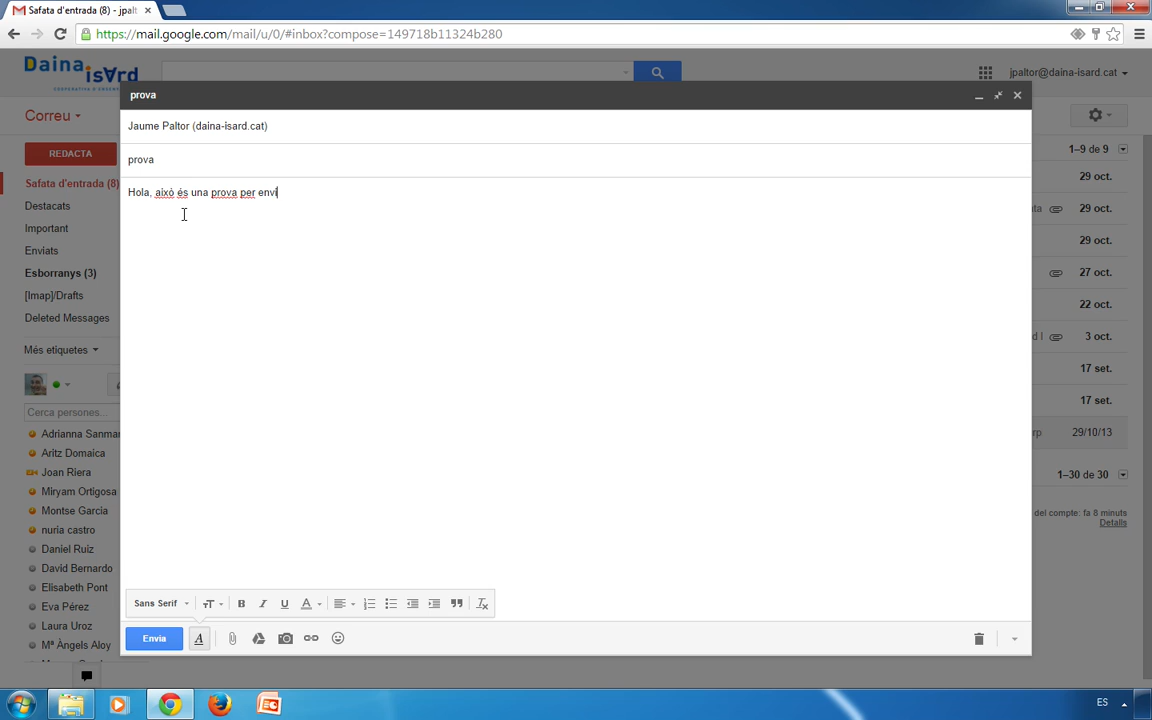 Safata d'entrada (8) - jpalt
https://mail.google.com/mail/u/0/#inbox?compose=149718b11324b280
Daina
isard
jpaltor@daina-isard.cat
Correu
prova
Jaume Paltor (daina-isard.cat)
prova
Hola, això és una prova per envi
REDACTA
Safata d'entrada (8)
Destacats
Important
Enviats
Esborranys (3)
[Imap]/Drafts
Deleted Messages
Més etiquetes
Cerca persones...
Adrianna Sanmar
Aritz Domaica
Joan Riera
Miryam Ortigosa
Montse Garcia
nuria castro
Daniel Ruiz
David Bernardo
Elisabeth Pont
Eva Pérez
Laura Uroz
Mª Àngels Aloy
1–9 de 9
29 oct.
29 oct.
29 oct.
27 oct.
22 oct.
3 oct.
17 set.
17 set.
29/10/13
1–30 de 30
del compte: fa 8 minuts
Detalls
Sans Serif
Envia
ES